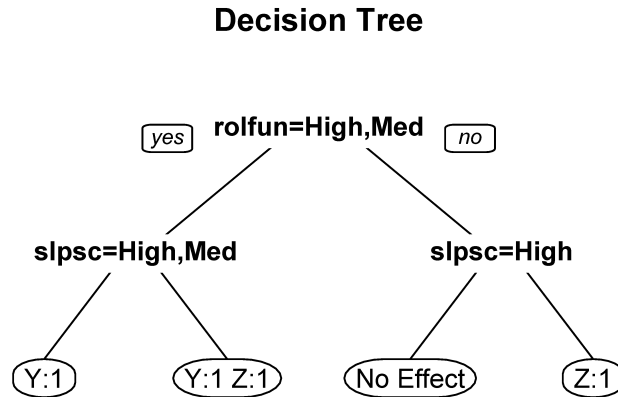 Decision Tree
yes rolfun=High,Med no
slpsc=High,Med slpsc=High
Y:1 Y:1 Z:1 No Effect Z:1